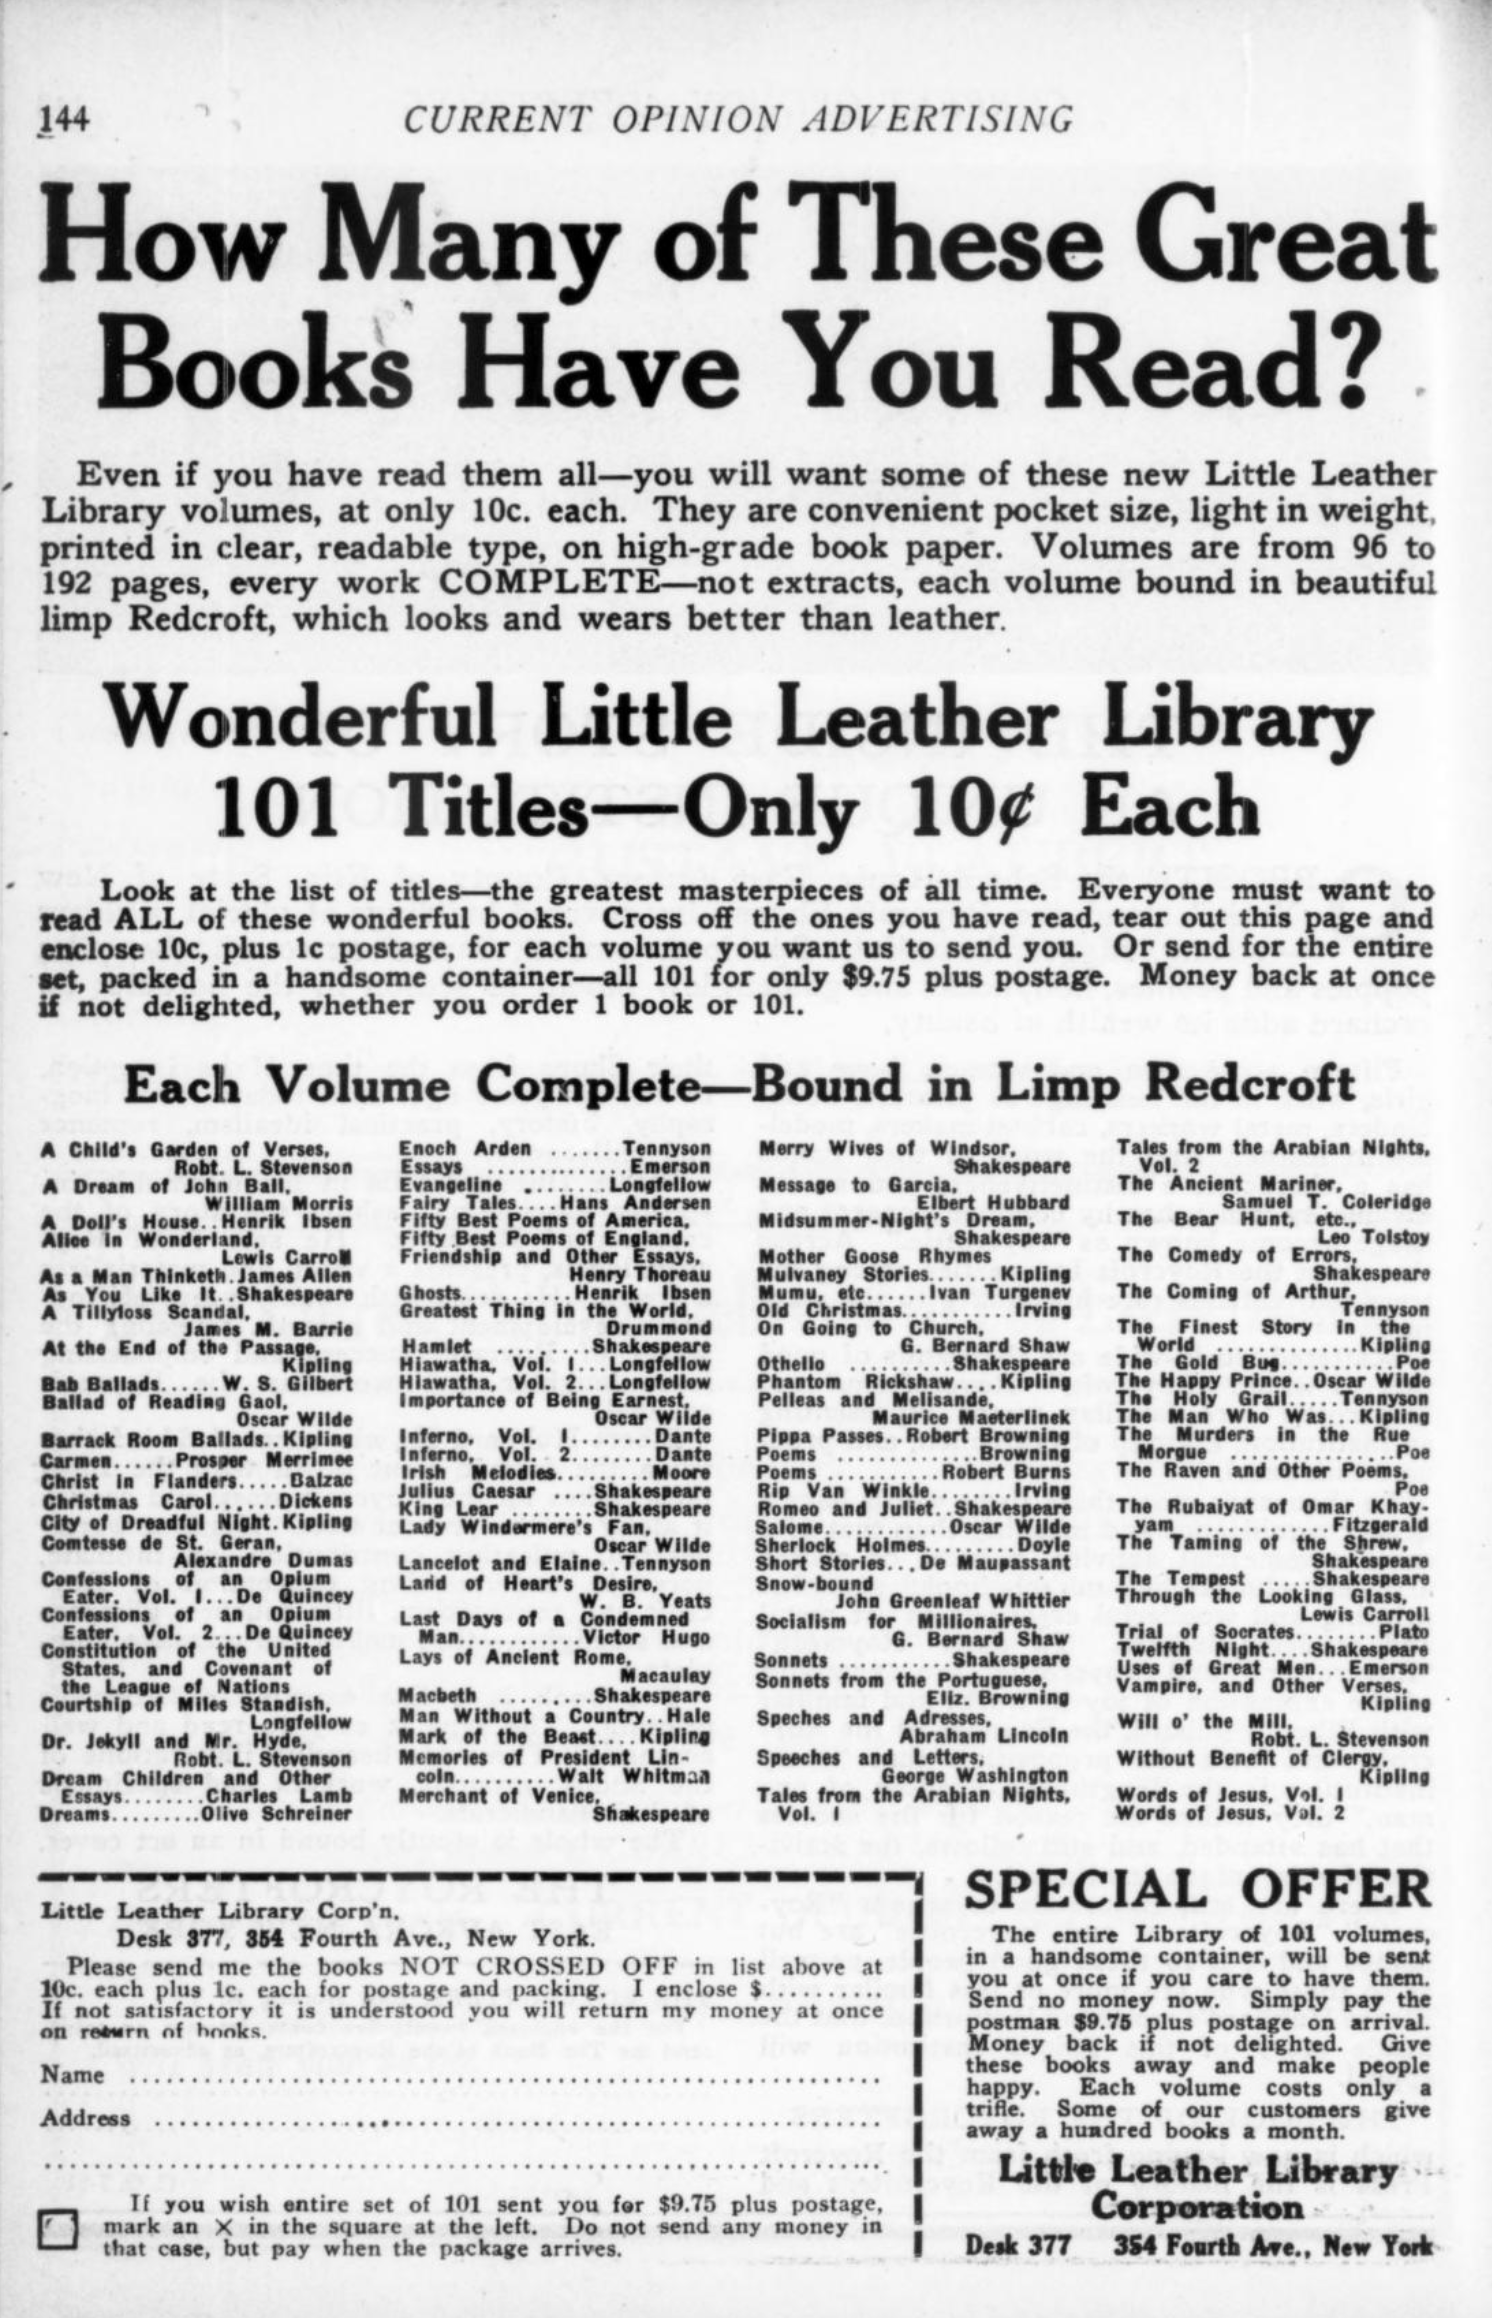 144
CURRENT OPINION ADVERTISING
How Many of These Great
Books Have You Read?
Even if you have read them all—you will want some of these new Little Leather
Library volumes, at only 10c. each. They are convenient pocket size, light in weight,
printed in clear, readable type, on high-grade book paper. Volumes are from 96 to
192 pages, every work COMPLETE—not extracts, each volume bound in beautiful
limp Redcroft, which looks and wears better than leather.
Wonderful Little Leather Library
101 Titles—Only 10¢ Each
Look at the list of titles—the greatest masterpieces of all time. Everyone must want to
read ALL of these wonderful books. Cross off the ones you have read, tear out this page and
enclose 10c, plus 1c postage, for each volume you want us to send you. Or send for the entire
set, packed in a handsome container—all 101 for only $9.75 plus postage. Money back at once
if not delighted, whether you order 1 book or 101.
Each Volume Complete—Bound in Limp Redcroft
A Child's Garden of Verses,
Robt. L. Stevenson
A Dream of John Ball,
William Morris
A Doll's House..Henrik Ibsen
Alice in Wonderland,
Lewis Carroll
As a Man Thinketh.James Allen
As You Like It..Shakespeare
A Tillyloss Scandal,
James M. Barrie
At the End of the Passage,
Kipling
Bab Ballads......W. S. Gilbert
Ballad of Reading Gaol,
Oscar Wilde
Barrack Room Ballads..Kipling
Carmen......Prosper Merrimee
Christ in Flanders.....Balzac
Christmas Carol......Dickens
City of Dreadful Night.Kipling
Comtesse de St. Geran,
Alexandre Dumas
Confessions of an Opium
Eater, Vol. 1...De Quincey
Confessions of an Opium
Eater, Vol. 2...De Quincey
Constitution of the United
States, and Covenant of
the League of Nations
Courtship of Miles Standish,
Longfellow
Dr. Jekyll and Mr. Hyde,
Robt. L. Stevenson
Dream Children and Other
Essays........Charles Lamb
Dreams.........Olive Schreiner
Enoch Arden .......Tennyson
Essays ..............Emerson
Evangeline ........Longfellow
Fairy Tales....Hans Andersen
Fifty Best Poems of America.
Fifty Best Poems of England.
Friendship and Other Essays,
Henry Thoreau
Ghosts...........Henrik Ibsen
Greatest Thing in the World,
Drummond
Hamlet .........Shakespeare
Hiawatha, Vol. 1...Longfellow
Hiawatha, Vol. 2...Longfellow
Importance of Being Earnest,
Oscar Wilde
Inferno, Vol. 1........Dante
Inferno, Vol. 2........Dante
Irish Melodies.........Moore
Julius Caesar ....Shakespeare
King Lear ........Shakespeare
Lady Windermere's Fan,
Oscar Wilde
Lancelot and Elaine..Tennyson
Land of Heart's Desire,
W. B. Yeats
Last Days of a Condemned
Man............Victor Hugo
Lays of Ancient Rome,
Macaulay
Macbeth .........Shakespeare
Man Without a Country..Hale
Mark of the Beast....Kipling
Memories of President Lin-
coln..........Walt Whitman
Merchant of Venice,
Shakespeare
Merry Wives of Windsor,
Shakespeare
Message to Garcia,
Elbert Hubbard
Midsummer-Night's Dream,
Shakespeare
Mother Goose Rhymes
Mulvaney Stories.......Kipling
Mumu, etc......Ivan Turgenev
Old Christmas...........Irving
On Going to Church,
G. Bernard Shaw
Othello ..........Shakespeare
Phantom Rickshaw....Kipling
Pelleas and Melisande,
Maurice Maeterlinek
Pippa Passes..Robert Browning
Poems ..............Browning
Poems ...........Robert Burns
Rip Van Winkle........Irving
Romeo and Juliet..Shakespeare
Salome............Oscar Wilde
Sherlock Holmes.........Doyle
Short Stories...De Maupassant
Snow-bound
John Greenleaf Whittier
Socialism for Millionaires,
G. Bernard Shaw
Sonnets ...........Shakespeare
Sonnets from the Portuguese,
Eliz. Browning
Speches and Adresses,
Abraham Lincoln
Speeches and Letters,
George Washington
Tales from the Arabian Nights,
Vol. 1
Tales from the Arabian Nights,
Vol. 2
The Ancient Mariner,
Samuel T. Coleridge
The Bear Hunt, etc.,
Leo Tolstoy
The Comedy of Errors,
Shakespeare
The Coming of Arthur,
Tennyson
The Finest Story in the
World ..............Kipling
The Gold Bug...........Poe
The Happy Prince..Oscar Wilde
The Holy Grail.....Tennyson
The Man Who Was...Kipling
The Murders in the Rue
Morgue ................Poe
The Raven and Other Poems,
Poe
The Rubaiyat of Omar Khay-
yam .............Fitzgerald
The Taming of the Shrew,
Shakespeare
The Tempest .....Shakespeare
Through the Looking Glass,
Lewis Carroll
Trial of Socrates........Plato
Twelfth Night....Shakespeare
Uses of Great Men...Emerson
Vampire, and Other Verses,
Kipling
Will o' the Mill,
Robt. L. Stevenson
Without Benefit of Clergy,
Kipling
Words of Jesus, Vol. 1
Words of Jesus, Vol. 2
Little Leather Library Corp'n,
Desk 377, 354 Fourth Ave., New York.
Please send me the books NOT CROSSED OFF in list above at
10c. each plus 1c. each for postage and packing. I enclose $..........
If not satisfactory it is understood you will return my money at once
on return of books.
Name ............................................................
Address ..........................................................
...................................................................
If you wish entire set of 101 sent you for $9.75 plus postage,
mark an X in the square at the left. Do not send any money in
that case, but pay when the package arrives.
SPECIAL OFFER
The entire Library of 101 volumes,
in a handsome container, will be sent
you at once if you care to have them.
Send no money now. Simply pay the
postman $9.75 plus postage on arrival.
Money back if not delighted. Give
these books away and make people
happy. Each volume costs only a
trifle. Some of our customers give
away a hundred books a month.
Little Leather Library
Corporation
Desk 377 354 Fourth Ave., New York